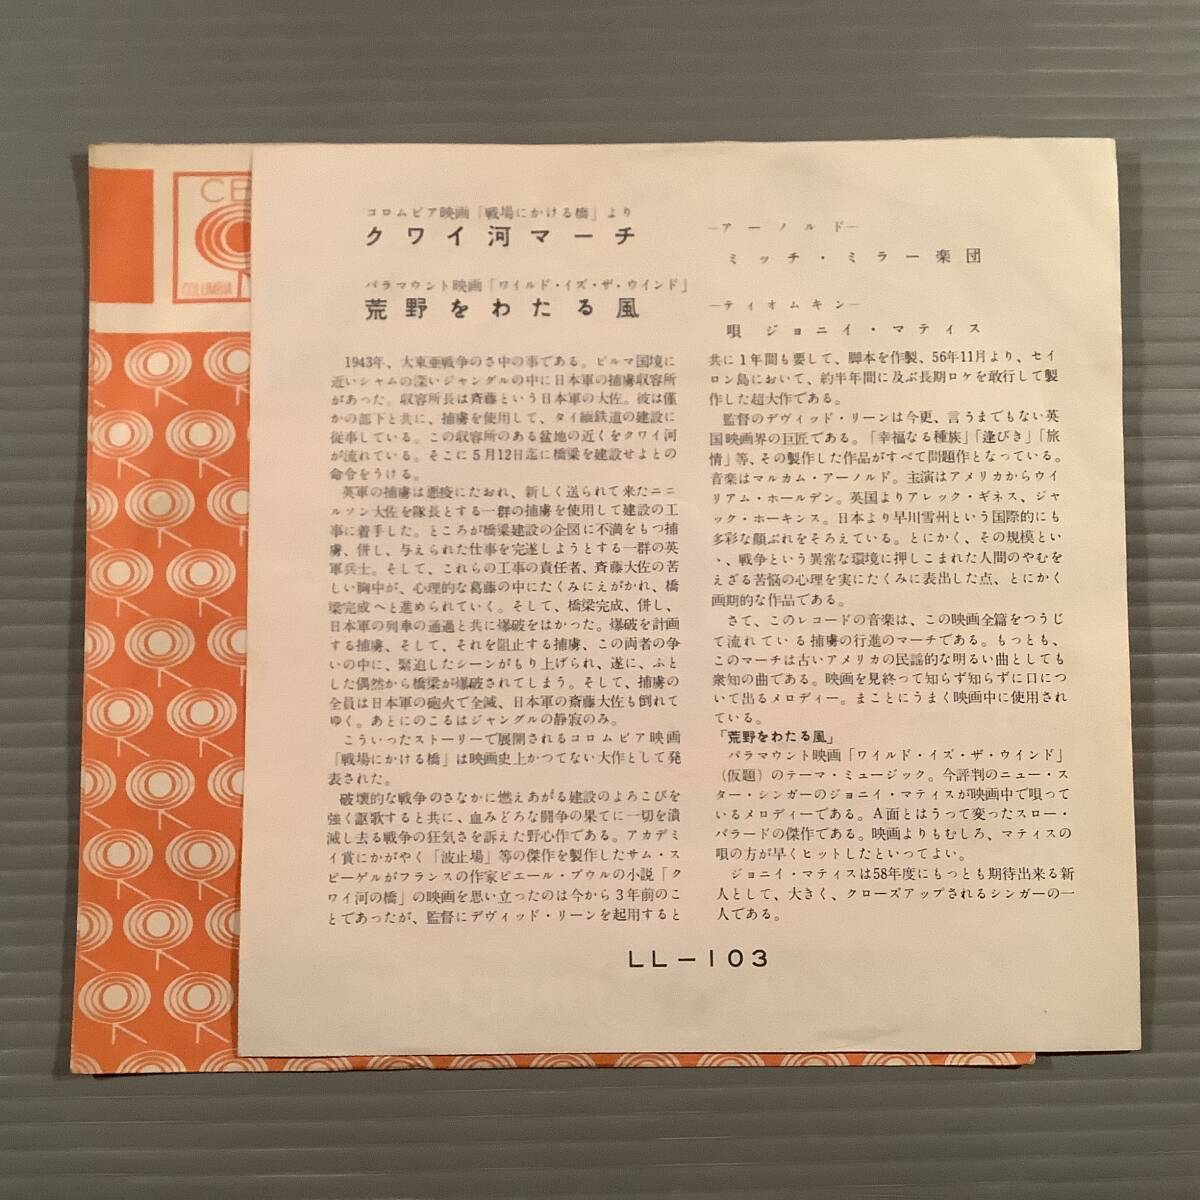 CB
COLUMBIA
コロムビア映画「戦場にかける橋」より
クワイ河マーチ
—アーノルド—
ミッチ・ミラー楽団
パラマウント映画「ワイルド・イズ・ザ・ウインド」
荒野をわたる風
—ティオムキン—
唄 ジョニイ・マティス
1943年、大東亜戦争のさ中の事である。ビルマ国境に
近いシャムの深いジャングルの中に日本軍の捕虜収容所
があった。収容所長は斉藤という日本軍の大佐。彼は僅
かの部下と共に、捕虜を使用して、タイ緬鉄道の建設に
従事している。この収容所のある盆地の近くをクワイ河
が流れている。そこに5月12日迄に橋梁を建設せよとの
命令をうける。
英軍の捕虜は悪疫にたおれ、新しく送られて来たニコ
ルソン大佐を隊長とする一群の捕虜を使用して建設の工
事に着手した。ところが橋梁建設の企図に不満をもつ捕
虜、併し、与えられた仕事を完遂しようとする一群の英
軍兵士。そして、これらの工事の責任者、斉藤大佐の苦
しい胸中が、心理的な葛藤の中にたくみにえがかれ、橋
梁完成へと進められていく。そして、橋梁完成、併し、
日本軍の列車の通過と共に爆破をはかった。爆破を計画
する捕虜、そして、それを阻止する捕虜、この両者の争
いの中に、緊迫したシーンがもり上げられ、遂に、ふと
した偶然から橋梁が爆破されてしまう。そして、捕虜の
全員は日本軍の砲火で全滅、日本軍の斎藤大佐も倒れて
ゆく。あとにのこるはジャングルの静寂のみ。
こういったストーリーで展開されるコロムビア映画
「戦場にかける橋」は映画史上かつてない大作として発
表された。
破壊的な戦争のさなかに燃えあがる建設のよろこびを
強く謳歌すると共に、血みどろな闘争の果てに一切を潰
滅し去る戦争の狂気さを訴えた野心作である。アカデミ
イ賞にかがやく「波止場」等の傑作を製作したサム・ス
ピーゲルがフランスの作家ピエール・ブウルの小説「ク
ワイ河の橋」の映画を思い立ったのは今から3年前のこ
とであったが、監督にデヴィッド・リーンを起用すると
共に1年間も要して、脚本を作製、56年11月より、セイ
ロン島において、約半年間に及ぶ長期ロケを敢行して製
作した超大作である。
監督のデヴィッド・リーンは今更、言うまでもない英
国映画界の巨匠である。「幸福なる種族」「逢びき」「旅
情」等、その製作した作品がすべて問題作となっている。
音楽はマルカム・アーノルド。主演はアメリカからウイ
リアム・ホールデン。英国よりアレック・ギネス、ジャ
ック・ホーキンス。日本より早川雪州という国際的にも
多彩な顔ぶれをそろえている。とにかく、その規模とい
い、戦争という異常な環境に押しこまれた人間のやむを
えざる苦悩の心理を実にたくみに表出した点、とにかく
画期的な作品である。
さて、このレコードの音楽は、この映画全篇をつうじ
て流れている捕虜の行進のマーチである。もっとも、
このマーチは古いアメリカの民謡的な明るい曲としても
衆知の曲である。映画を見終って知らず知らずに口につ
いて出るメロディー。まことにうまく映画中に使用され
ている。
「荒野をわたる風」
パラマウント映画「ワイルド・イズ・ザ・ウインド」
（仮題）のテーマ・ミュージック。今評判のニュー・ス
ター・シンガーのジョニイ・マティスが映画中で唄って
いるメロディーである。A面とはうって変ったスロー・
バラードの傑作である。映画よりもむしろ、マティスの
唄の方が早くヒットしたといってよい。
ジョニイ・マティスは58年度にもっとも期待出来る新
人として、大きく、クローズアップされるシンガーの一
人である。
LL—103